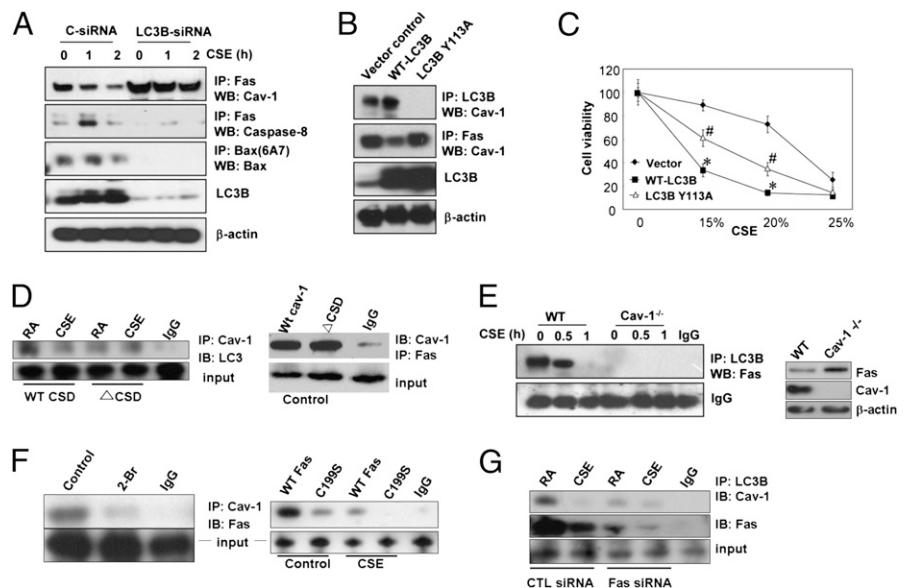 A
C-siRNA LC3B-siRNA
0 1 2 0 1 2 CSE (h)
IP: Fas
WB: Cav-1
IP: Fas
WB: Caspase-8
IP: Bax(6A7)
WB: Bax
LC3B
β-actin
B
Vector control
WT-LC3B
LC3B Y113A
IP: LC3B
WB: Cav-1
IP: Fas
WB: Cav-1
LC3B
β-actin
C
Cell viability
120
100
80
60
40
20
0
# #
* *
Vector
WT-LC3B
LC3B Y113A
0 15% 20% 25%
CSE
D
RA CSE RA CSE IgG
IP: Cav-1
IB: LC3
input
WT CSD △CSD
Wt cav-1 △CSD IgG
IB: Cav-1
IP: Fas
input
Control
E
WT Cav-1-/-
CSE (h) 0 0.5 1 0 0.5 1 IgG
IP: LC3B
WB: Fas
IgG
WT Cav-1 -/-
Fas
Cav-1
β-actin
F
Control 2-Br IgG
IP: Cav-1
IB: Fas
input
WT Fas C199S WT Fas C199S IgG
Control CSE
G
RA CSE RA CSE IgG
IP: LC3B
IB: Cav-1
IB: Fas
input
CTL siRNA Fas siRNA